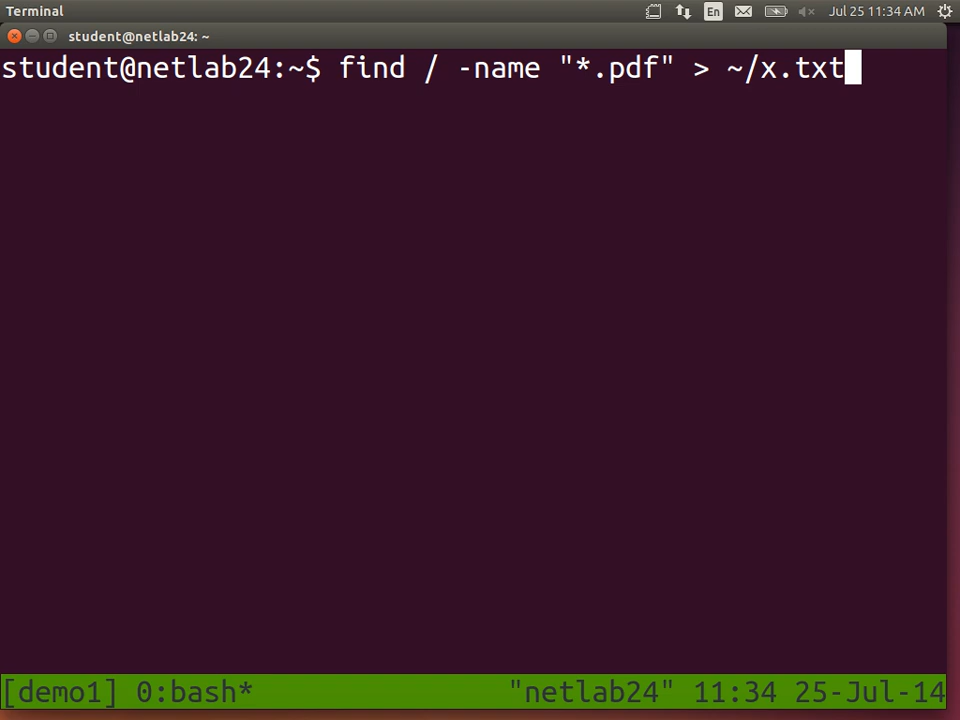 Terminal
En
Jul 25 11:34 AM
student@netlab24: ~
student@netlab24:~$ find / -name "*.pdf" > ~/x.txt
[demo1] 0:bash* "netlab24" 11:34 25-Jul-14